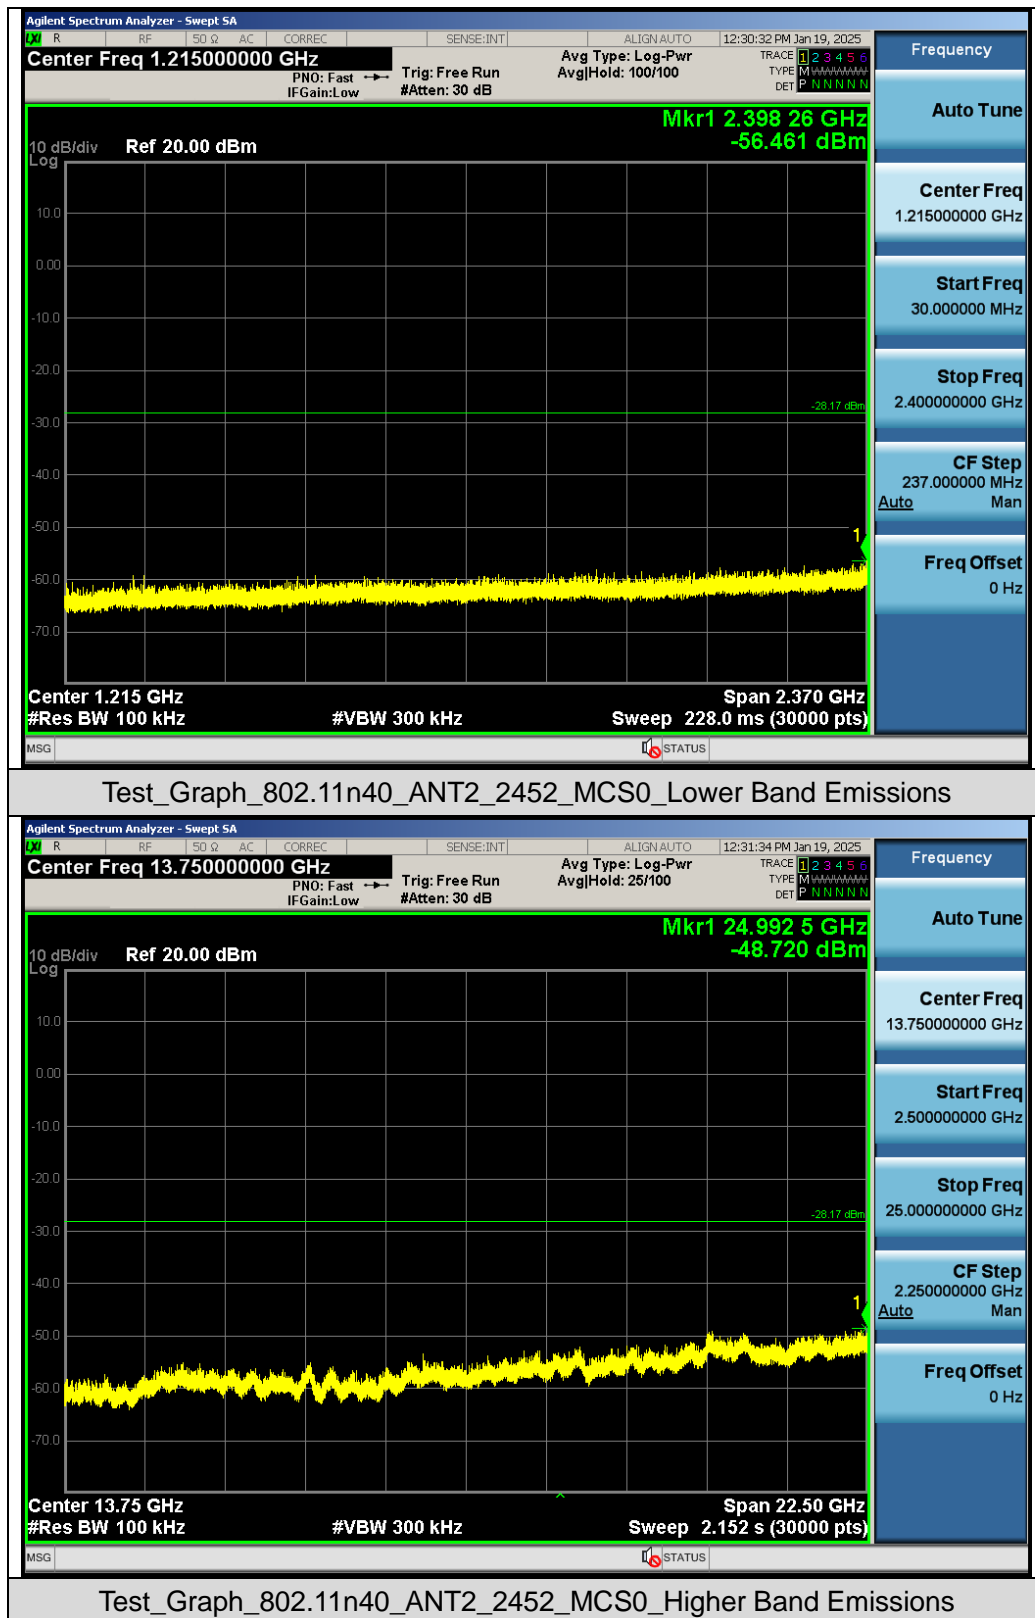 Agilent Spectrum Analyzer - Swept SA
LXI R RF 50 Ω AC CORREC SENSE:INT ALIGN AUTO 12:30:32 PM Jan 19, 2025
Center Freq 1.215000000 GHz
PNO: Fast
IFGain:Low
Trig: Free Run
#Atten: 30 dB
Avg Type: Log-Pwr
Avg|Hold: 100/100
TRACE 1 2 3 4 5 6
TYPE M
DET P N N N N N
Frequency
Auto Tune
Center Freq
1.215000000 GHz
Start Freq
30.000000 MHz
Stop Freq
2.400000000 GHz
CF Step
237.000000 MHz
Auto Man
Freq Offset
0 Hz
Mkr1 2.398 26 GHz
-56.461 dBm
10 dB/div Ref 20.00 dBm
Log
10.0
0.00
-10.0
-20.0
-28.17 dBm
-30.0
-40.0
-50.0
1
-60.0
-70.0
Center 1.215 GHz Span 2.370 GHz
#Res BW 100 kHz #VBW 300 kHz Sweep 228.0 ms (30000 pts)
MSG STATUS
Test_Graph_802.11n40_ANT2_2452_MCS0_Lower Band Emissions
Agilent Spectrum Analyzer - Swept SA
LXI R RF 50 Ω AC CORREC SENSE:INT ALIGN AUTO 12:31:34 PM Jan 19, 2025
Center Freq 13.750000000 GHz
PNO: Fast
IFGain:Low
Trig: Free Run
#Atten: 30 dB
Avg Type: Log-Pwr
Avg|Hold: 25/100
TRACE 1 2 3 4 5 6
TYPE M
DET P N N N N N
Frequency
Auto Tune
Center Freq
13.750000000 GHz
Start Freq
2.500000000 GHz
Stop Freq
25.000000000 GHz
CF Step
2.250000000 GHz
Auto Man
Freq Offset
0 Hz
Mkr1 24.992 5 GHz
-48.720 dBm
10 dB/div Ref 20.00 dBm
Log
10.0
0.00
-10.0
-20.0
-28.17 dBm
-30.0
-40.0
1
-50.0
-60.0
-70.0
Center 13.75 GHz Span 22.50 GHz
#Res BW 100 kHz #VBW 300 kHz Sweep 2.152 s (30000 pts)
MSG STATUS
Test_Graph_802.11n40_ANT2_2452_MCS0_Higher Band Emissions